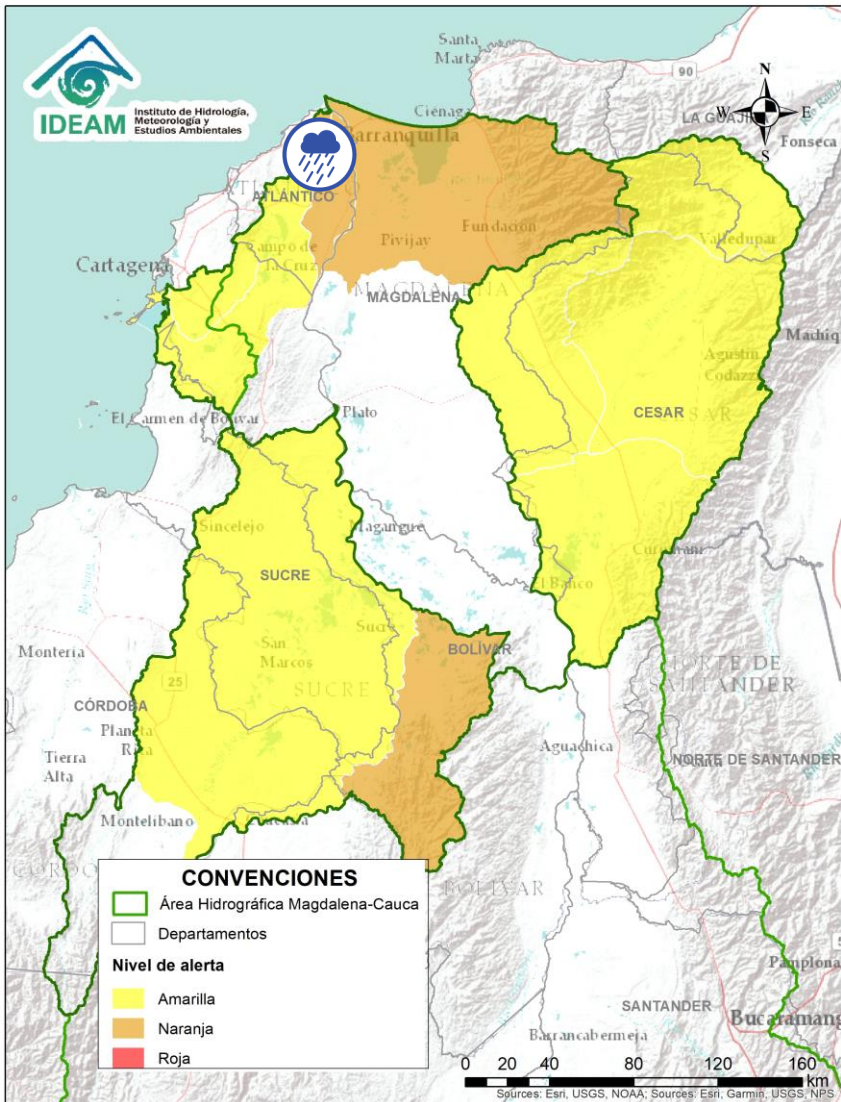 IDEAM
Instituto de Hidrología,
Meteorología y
Estudios Ambientales
Santa
Marta
90
N
W
E
S
LA GUAJIRA
Fonseca
Ciénaga
Barranquilla
ATLÁNTICO
Pivijay
Fundación
Valledupar
Campo de
la Cruz
Cartagena
MAGDALENA
Agustín
Codazzi
CESAR
El Carmen de Bolívar
Plato
Sincelejo
Magangué
SUCRE
El Banco
Sucre
San
Marcos
SUCRE
BOLÍVAR
Montería
25
NORTE DE
SANTANDER
CÓRDOBA
Planeta
Rica
Tierra
Alta
Aguachica
NORTE DE SANTANDER
Montelibano
BOLÍVAR
CONVENCIONES
Área Hidrográfica Magdalena-Cauca
Departamentos
Nivel de alerta
Amarilla
Naranja
Roja
SANTANDER
Pamplona
Bucaramang
Barrancabermeja
0 20 40 80 120 160
km
Sources: Esri, USGS, NOAA; Sources: Esri, Garmin, USGS, NPS